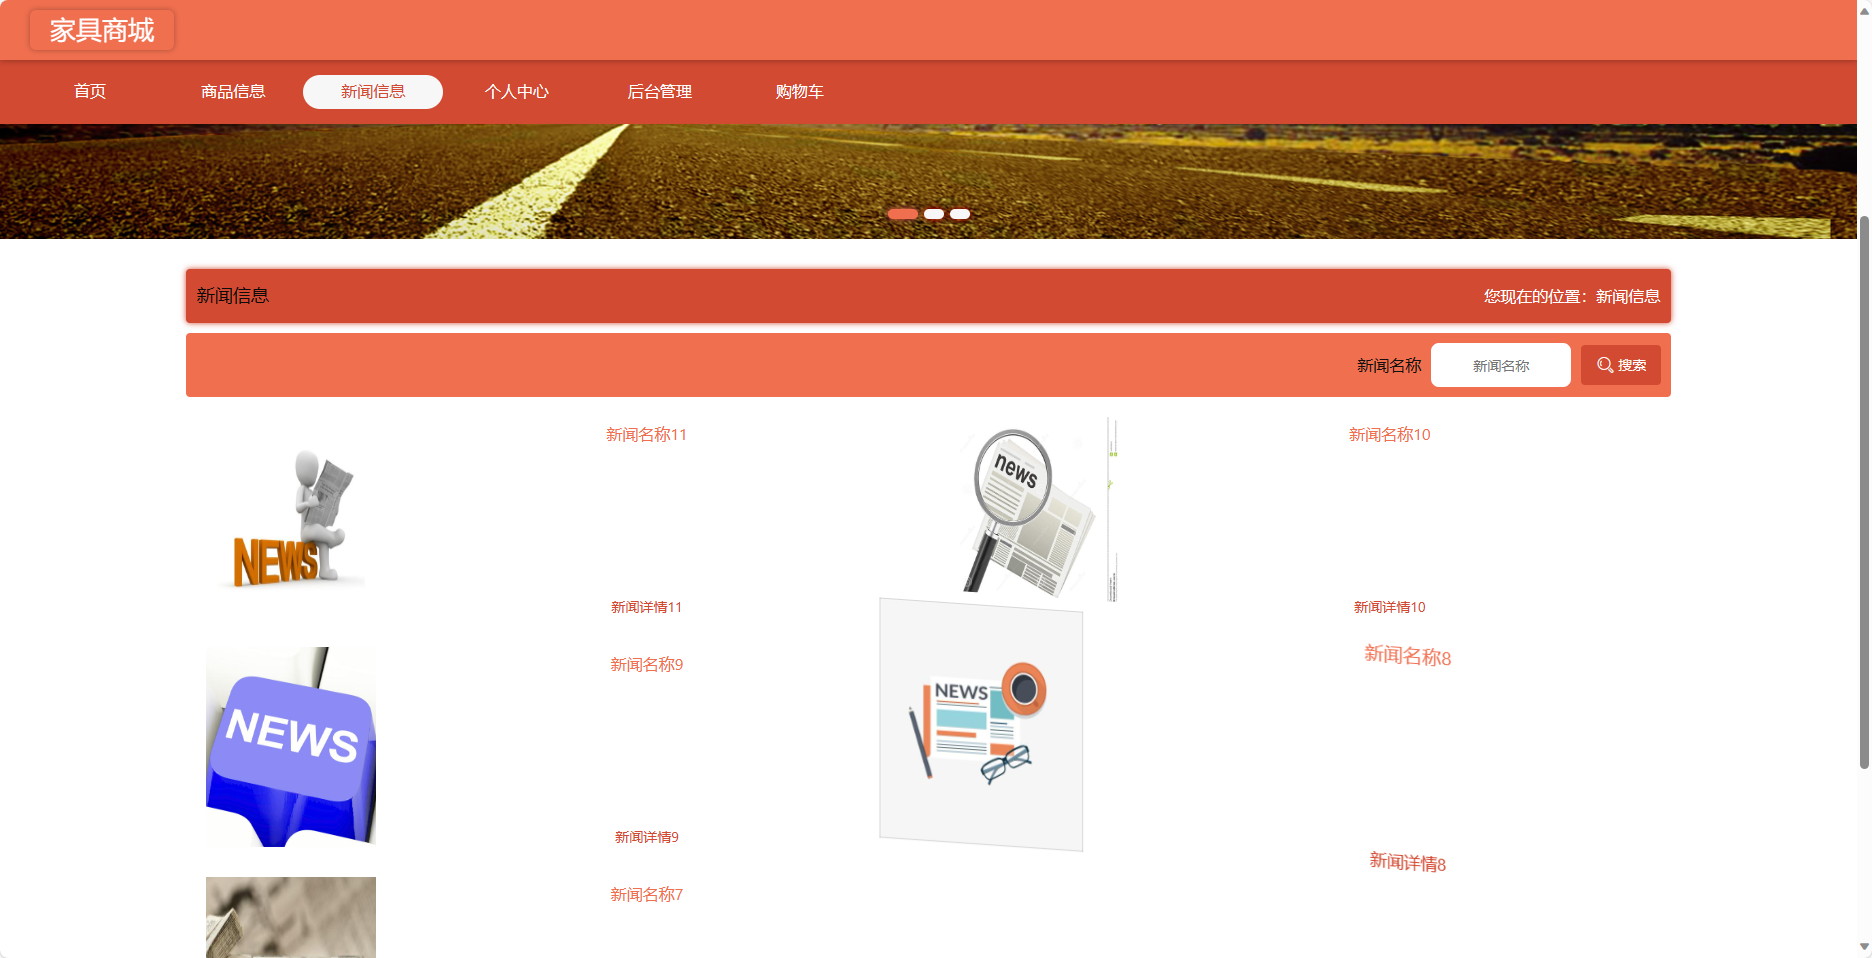 家具商城
首页 商品信息 新闻信息 个人中心 后台管理 购物车
新闻信息 您现在的位置：新闻信息
新闻名称 新闻名称 搜索
新闻名称11 新闻名称10
NEWS
news
新闻详情11 新闻详情10
新闻名称9 新闻名称8
NEWS
NEWS
新闻详情9 新闻详情8
新闻名称7